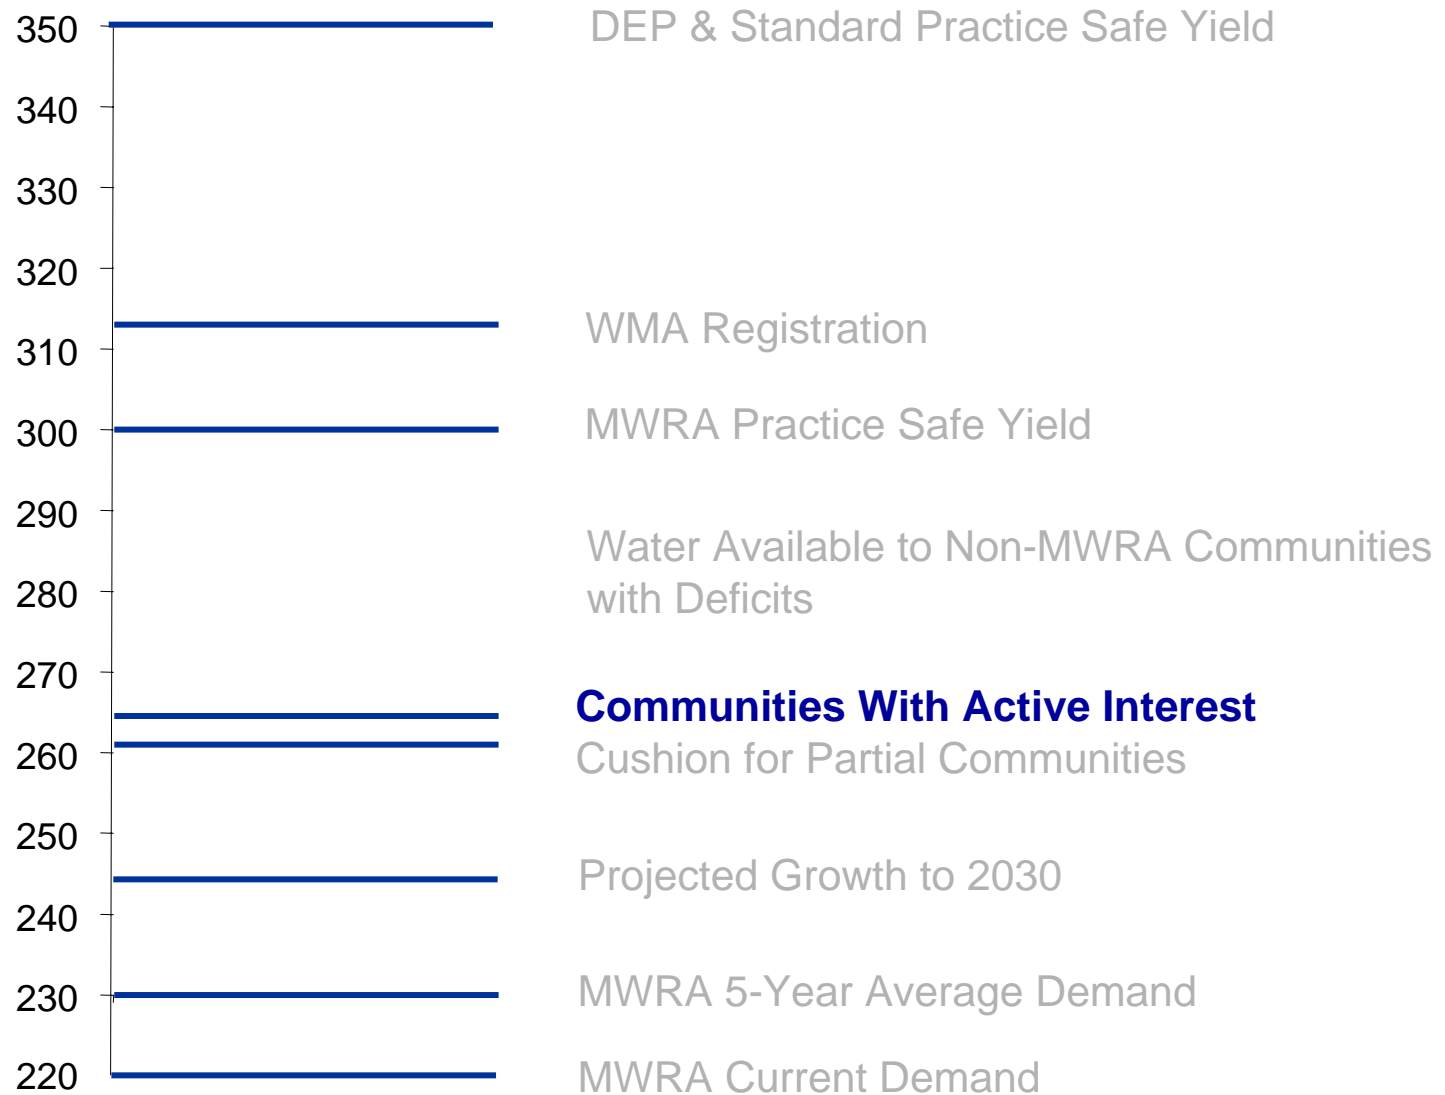 350 DEP & Standard Practice Safe Yield
340
330
320
WMA Registration
310
300 MWRA Practice Safe Yield
290
Water Available to Non-MWRA Communities
280 with Deficits
270
Communities With Active Interest
260 Cushion for Partial Communities
250
Projected Growth to 2030
240
230 MWRA 5-Year Average Demand
220 MWRA Current Demand